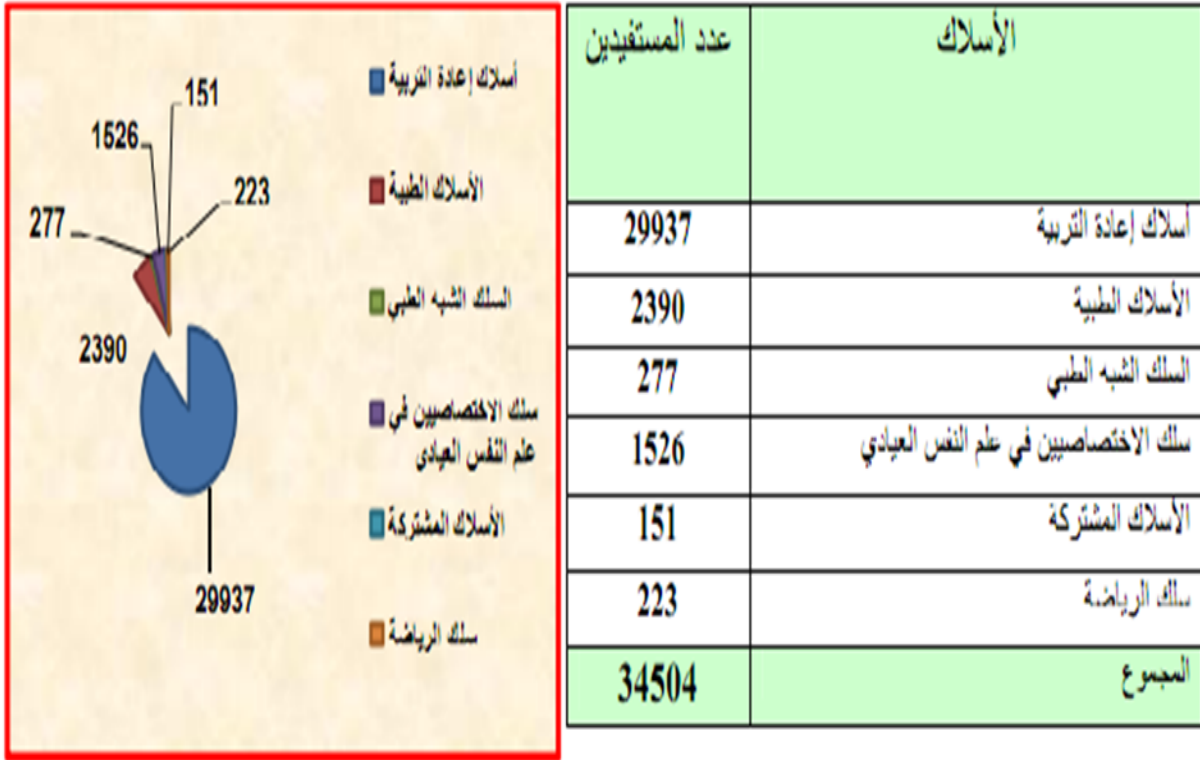 الأسلاك عدد المستفيدين
أسلاك إعادة التربية 29937
الأسلاك الطبية 2390
السلك الشبه الطبي 277
سلك الاختصاصيين في علم النفس العيادي 1526
الأسلاك المشتركة 151
سلك الرياضة 223
المجموع 34504
أسلاك إعادة التربية
الأسلاك الطبية
السلك الشبه الطبي
سلك الاختصاصيين في
علم النفس العيادي
الأسلاك المشتركة
سلك الرياضة
151
1526
223
277
2390
29937